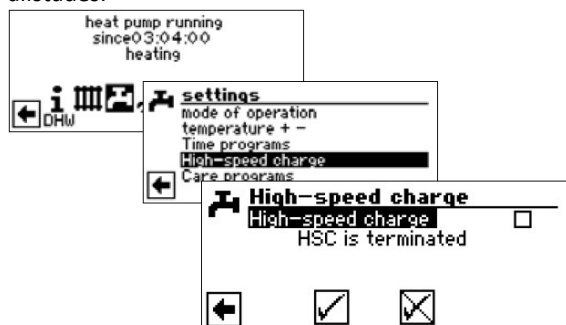 heat pump running
since03:04:00
heating
DHW
settings
mode of operation
temperature + -
Time programs
High-speed charge
Care programs
High-speed charge
High-speed charge
HSC is terminated